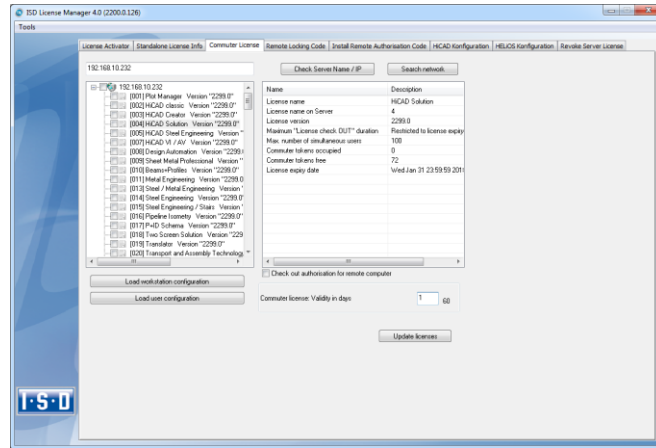 ISD License Manager 4.0 (2200.0.126)
Tools
License Activator Standalone License Info Commuter License Remote Locking Code Install Remote Authorisation Code HiCAD Konfiguration HELiOS Konfiguration Revoke Server License
192.168.10.232 Check Server Name / IP Search network
192.168.10.232
[001] Plot Manager Version "2299.0"
[002] HiCAD classic Version "2299.0"
[003] HiCAD Creator Version "2299.0"
[004] HiCAD Solution Version "2299.0"
[005] HiCAD Steel Engineering Version "
[007] HiCAD VI / AV Version "2299.0"
[008] Design Automation Version "2299.
[009] Sheet Metal Professional Version "
[010] Beams+Profiles Version "2299.0"
[011] Metal Engineering Version "2299.0"
[013] Steel / Metal Engineering Version "
[014] Steel Engineering Version "2299.0"
[015] Steel Engineering / Stairs Version "
[016] Pipeline Isometry Version "2299.0"
[017] P+ID Schema Version "2299.0"
[018] Two Screen Solution Version "229
[019] Translator Version "2299.0"
[020] Transport and Assembly Technology
Name Description
License name HiCAD Solution
License name on Server 4
License version 2299.0
Maximum "License check OUT" duration Restricted to license expiry
Max. number of simultaneous users 100
Commuter tokens occupied 0
Commuter tokens free 72
License expiry date Wed Jan 31 23:59:59 201
Check out authorisation for remote computer
Load workstation configuration
Load user configuration
Commuter license: Validity in days 1 60
Update licenses
I·S·D